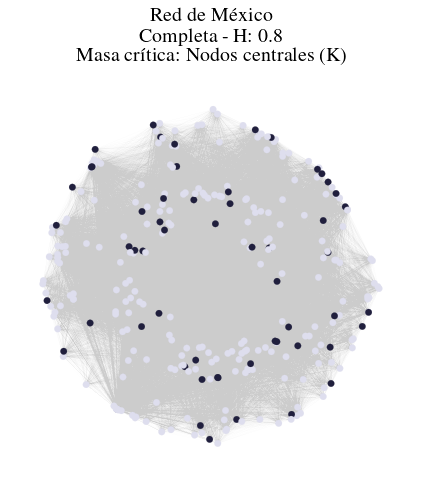 Red de México
Completa - H: 0.8
Masa crítica: Nodos centrales (K)